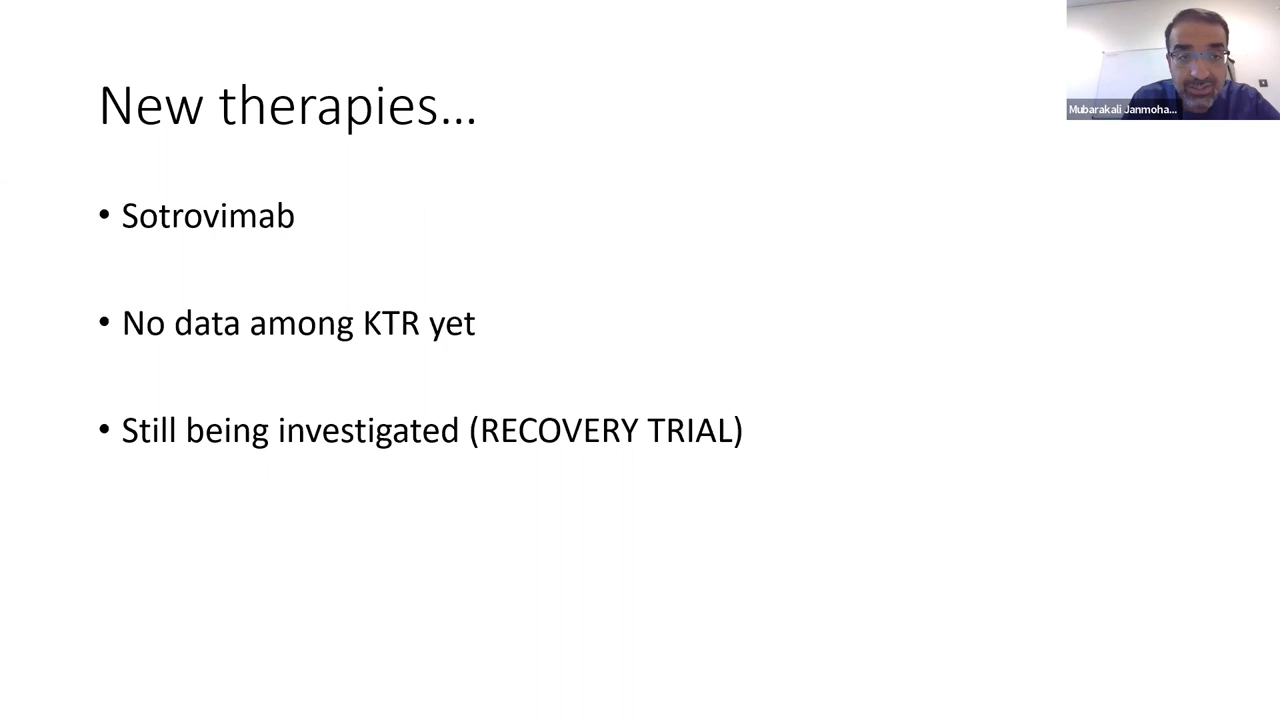 New therapies...
• Sotrovimab
• No data among KTR yet
• Still being investigated (RECOVERY TRIAL)
Mubarakali Janmoha...